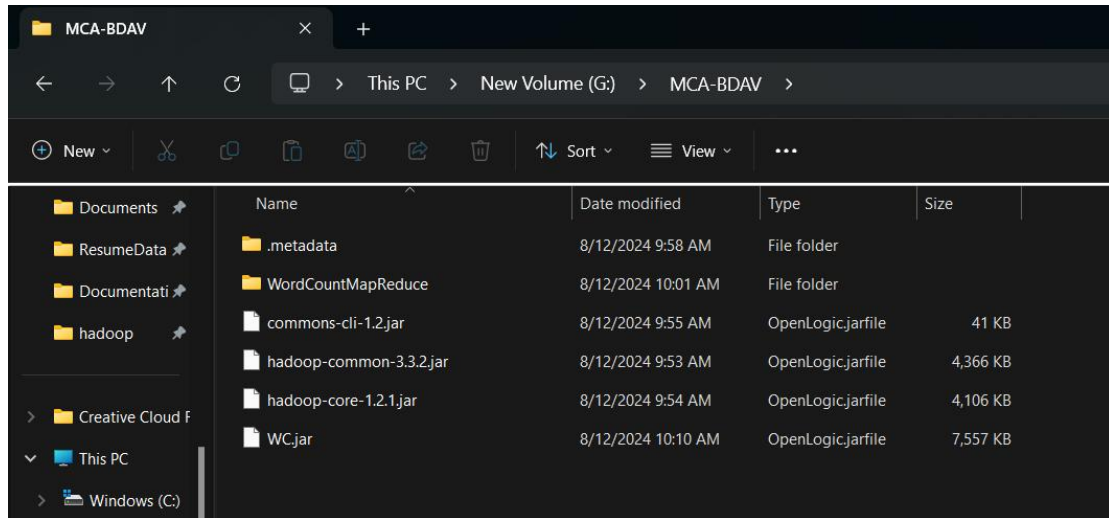 MCA-BDAV
This PC > New Volume (G:) > MCA-BDAV >
New Sort View ...
Documents
ResumeData
Documentati
hadoop
Creative Cloud F
This PC
Windows (C:)
Name Date modified Type Size
.metadata 8/12/2024 9:58 AM File folder
WordCountMapReduce 8/12/2024 10:01 AM File folder
commons-cli-1.2.jar 8/12/2024 9:55 AM OpenLogic.jarfile 41 KB
hadoop-common-3.3.2.jar 8/12/2024 9:53 AM OpenLogic.jarfile 4,366 KB
hadoop-core-1.2.1.jar 8/12/2024 9:54 AM OpenLogic.jarfile 4,106 KB
WC.jar 8/12/2024 10:10 AM OpenLogic.jarfile 7,557 KB